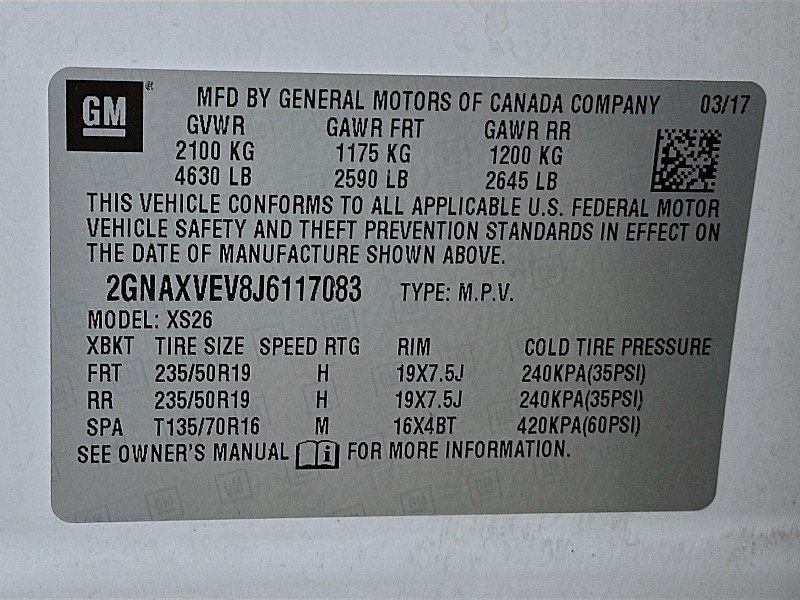 GM MFD BY GENERAL MOTORS OF CANADA COMPANY 03/17
GVWR GAWR FRT GAWR RR
2100 KG 1175 KG 1200 KG
4630 LB 2590 LB 2645 LB
THIS VEHICLE CONFORMS TO ALL APPLICABLE U.S. FEDERAL MOTOR
VEHICLE SAFETY AND THEFT PREVENTION STANDARDS IN EFFECT ON
THE DATE OF MANUFACTURE SHOWN ABOVE.
2GNAXVEV8J6117083 TYPE: M.P.V.
MODEL: XS26
XBKT TIRE SIZE SPEED RTG RIM COLD TIRE PRESSURE
FRT 235/50R19 H 19X7.5J 240KPA(35PSI)
RR 235/50R19 H 19X7.5J 240KPA(35PSI)
SPA T135/70R16 M 16X4BT 420KPA(60PSI)
SEE OWNER'S MANUAL FOR MORE INFORMATION.